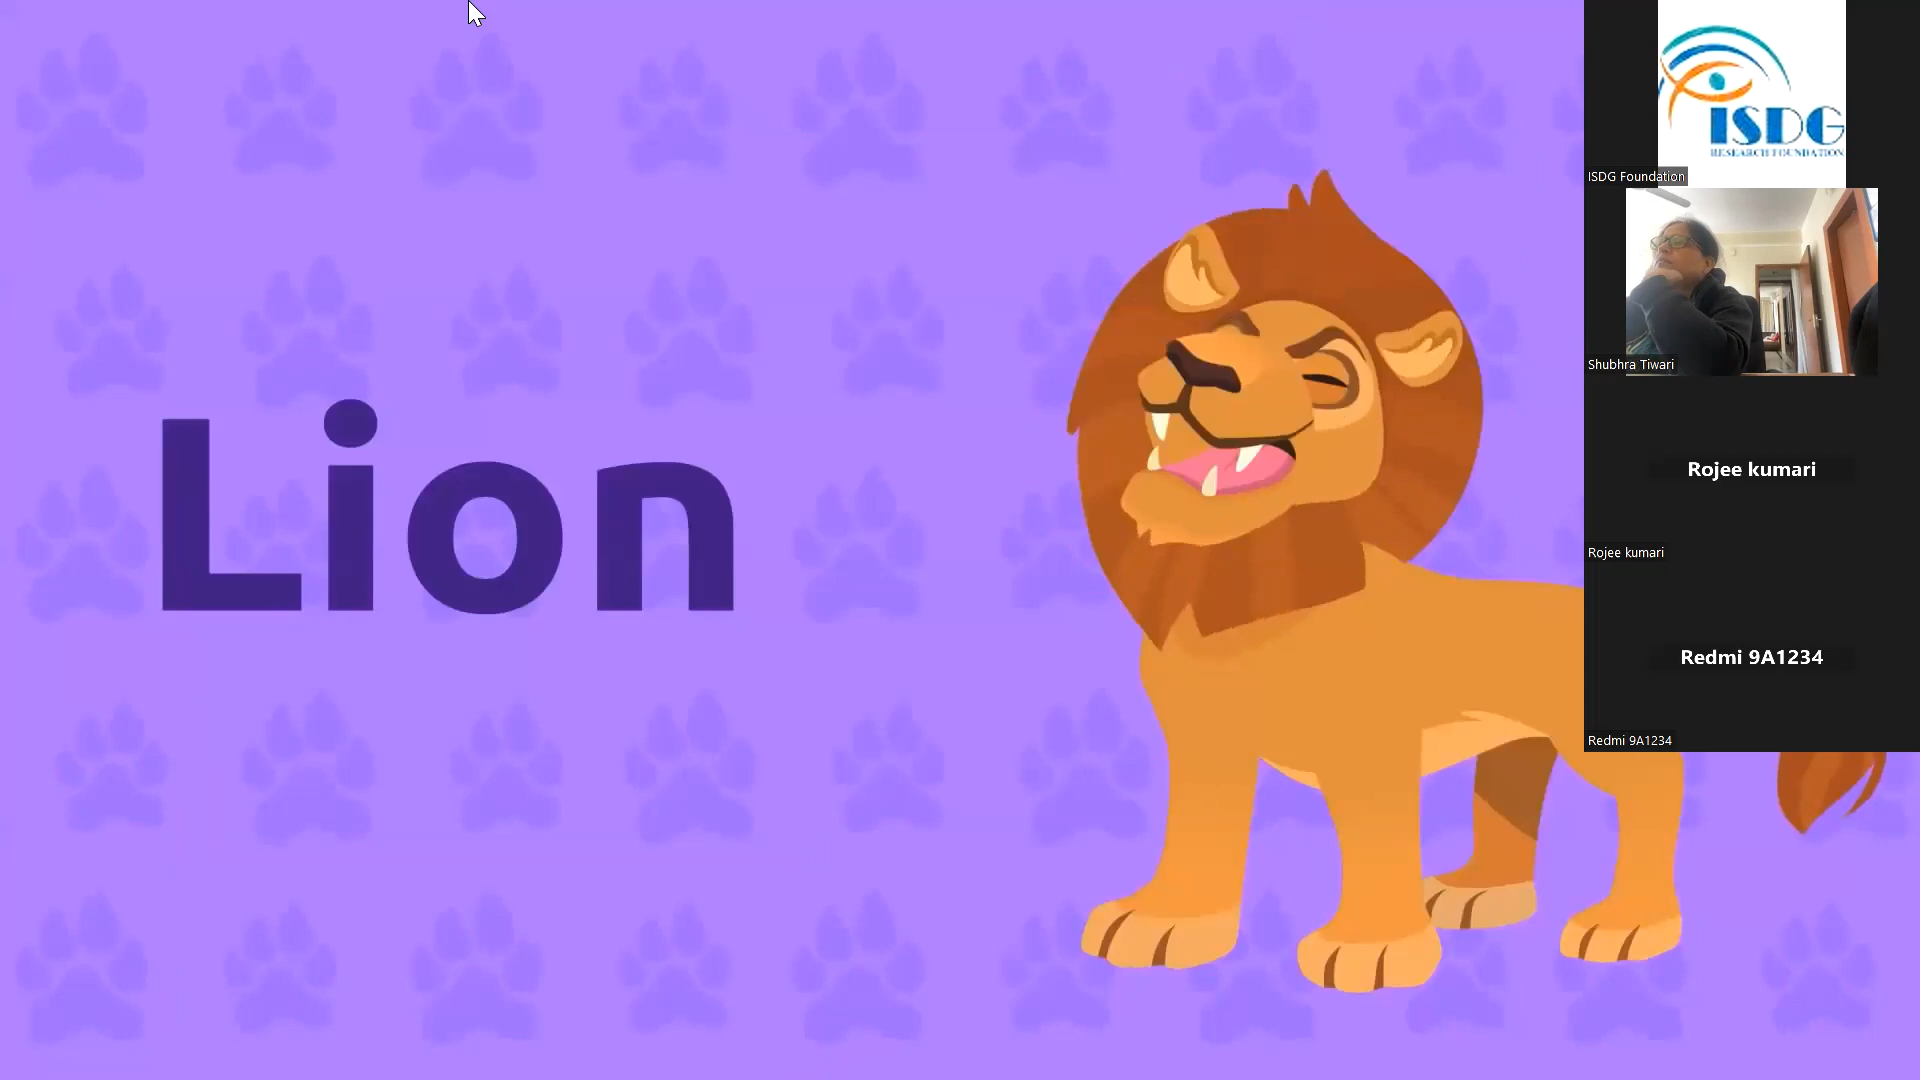 Lion
ISDG
RESEARCH FOUNDATION
ISDG Foundation
Shubhra Tiwari
Rojee kumari
Rojee kumari
Redmi 9A1234
Redmi 9A1234